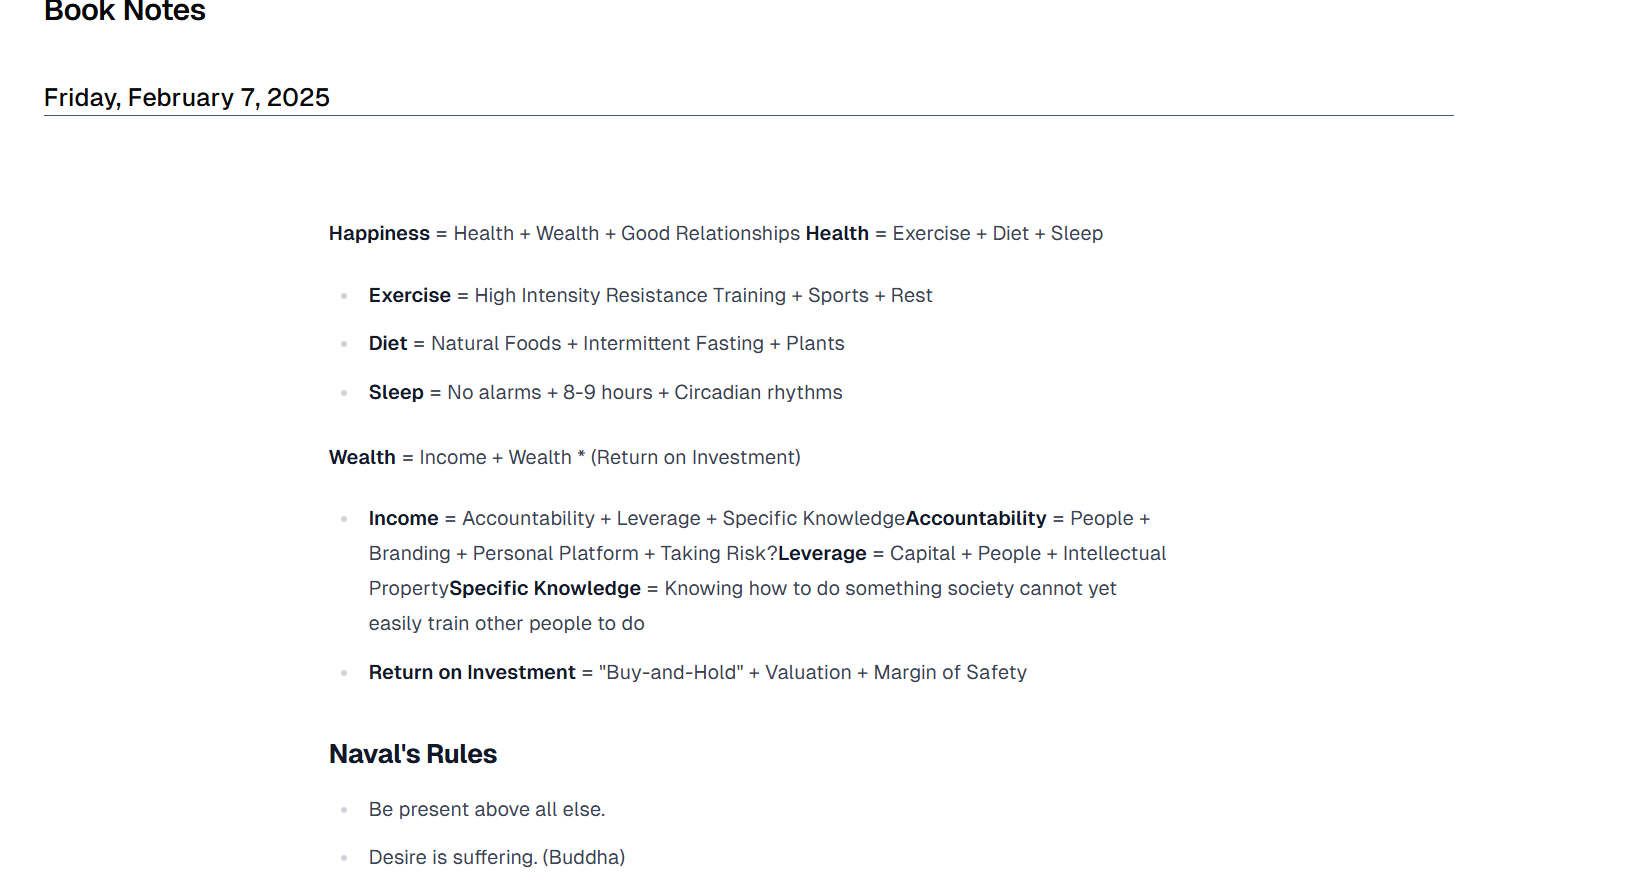 Book Notes
Friday, February 7, 2025
Happiness = Health + Wealth + Good Relationships Health = Exercise + Diet + Sleep
Exercise = High Intensity Resistance Training + Sports + Rest
Diet = Natural Foods + Intermittent Fasting + Plants
Sleep = No alarms + 8-9 hours + Circadian rhythms
Wealth = Income + Wealth * (Return on Investment)
Income = Accountability + Leverage + Specific KnowledgeAccountability = People +
Branding + Personal Platform + Taking Risk?Leverage = Capital + People + Intellectual
PropertySpecific Knowledge = Knowing how to do something society cannot yet
easily train other people to do
Return on Investment = "Buy-and-Hold" + Valuation + Margin of Safety
Naval's Rules
Be present above all else.
Desire is suffering. (Buddha)